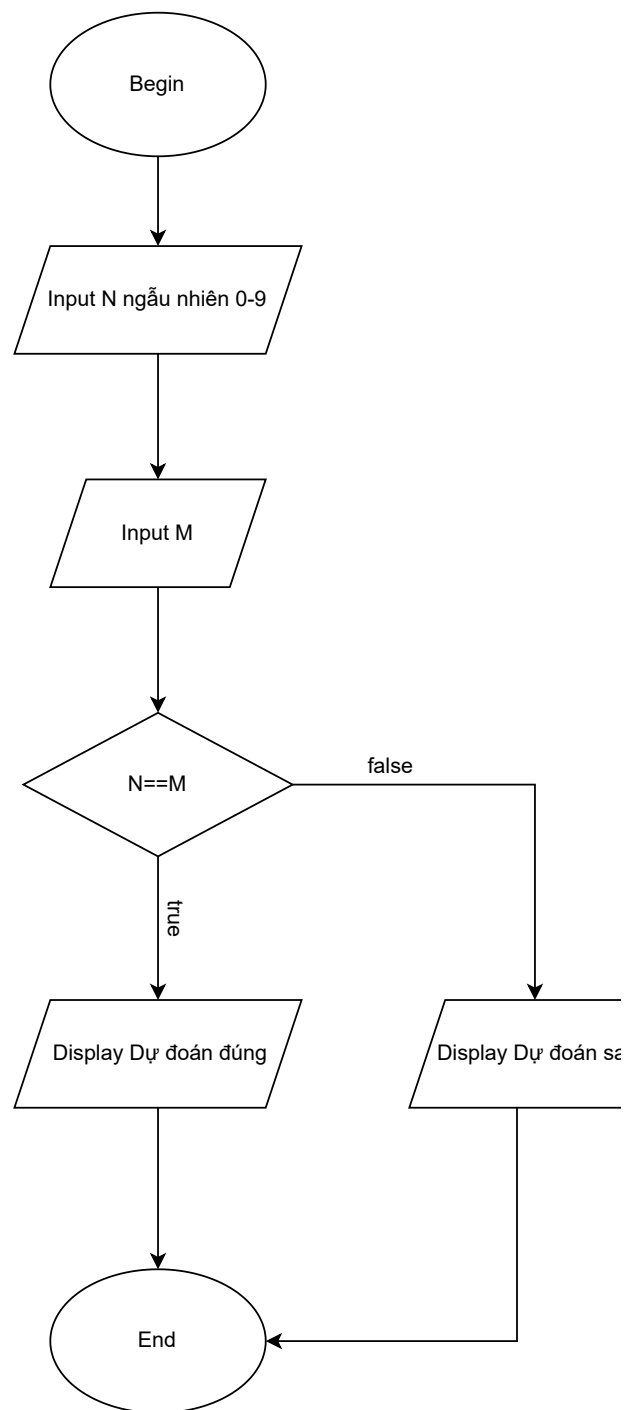 Begin
Input N ngẫu nhiên 0-9
Input M
N==M
false
true
Display Dự đoán đúng
Display Dự đoán
End